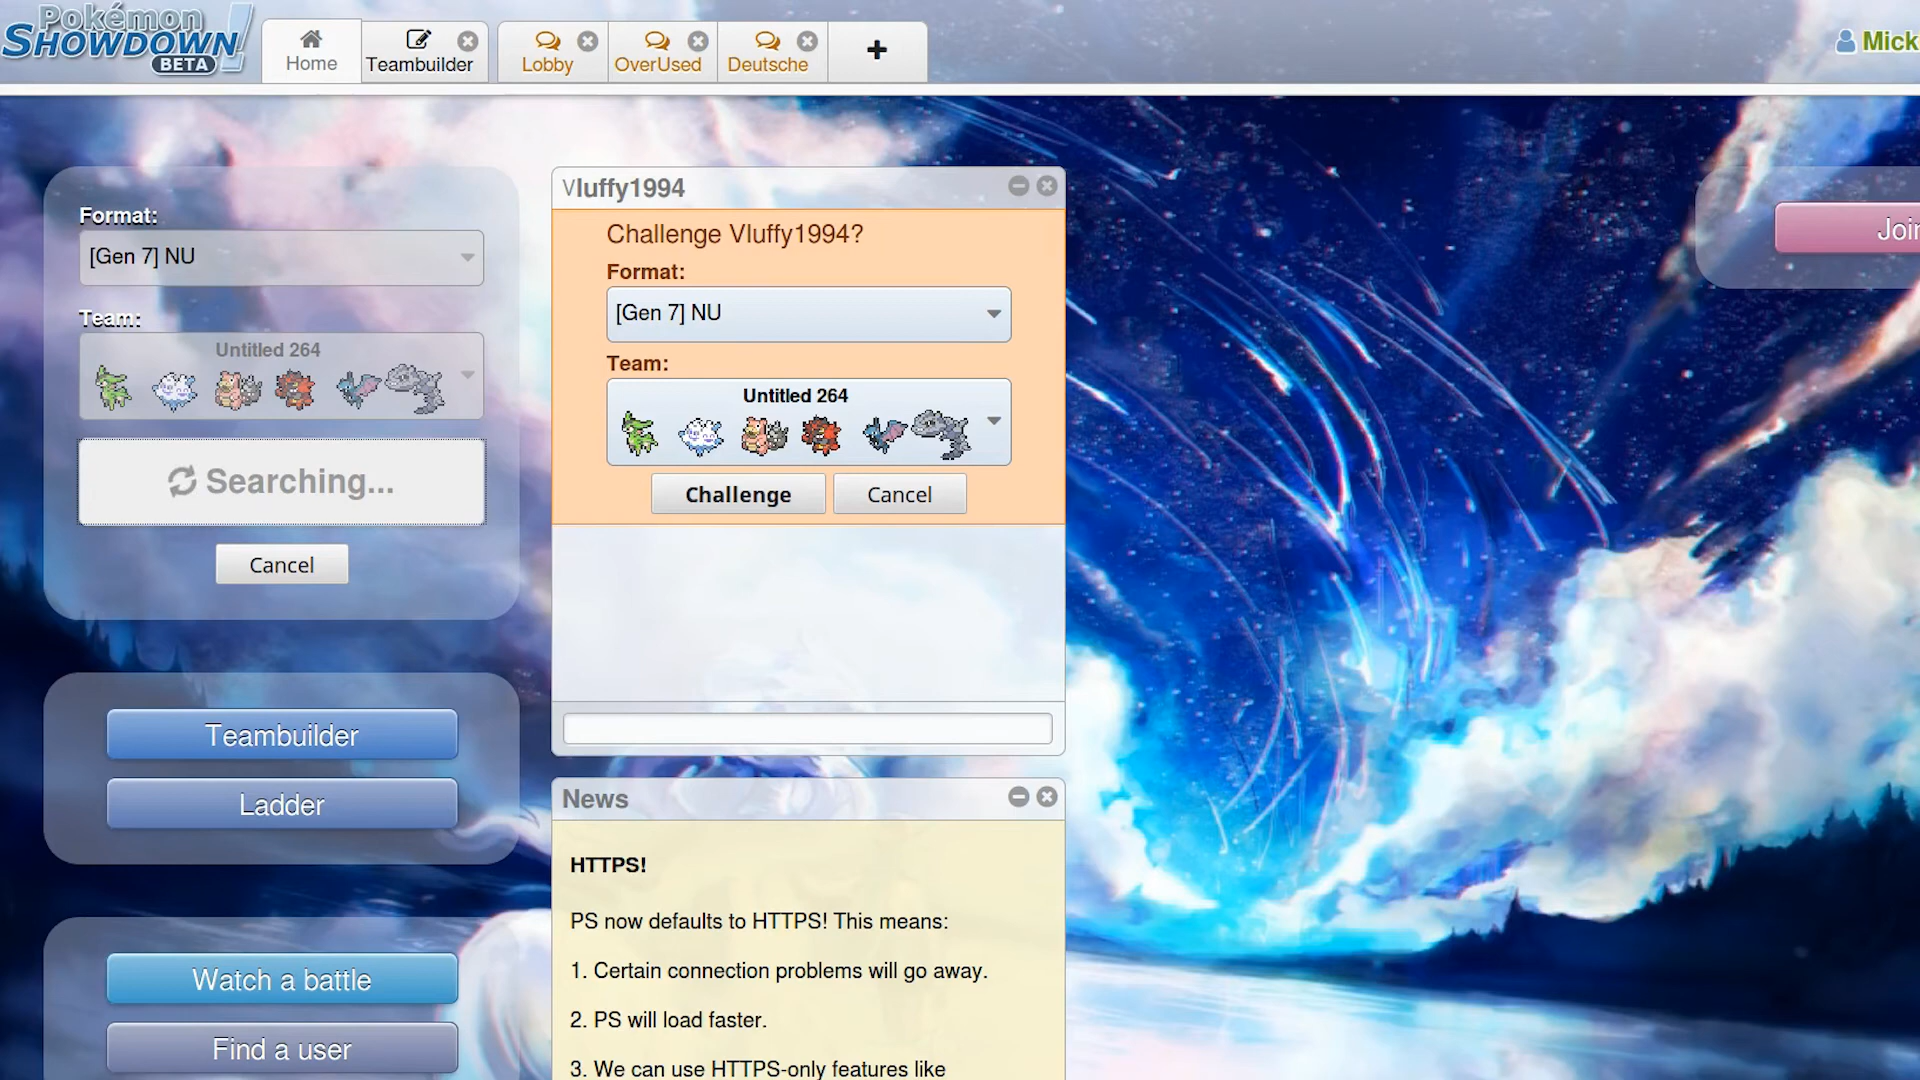 Pokémon
SHOWDOWN!
BETA
Home
Teambuilder
Lobby
OverUsed
Deutsche
+
Mick
Format:
[Gen 7] NU
Team:
Untitled 264
Searching...
Cancel
Teambuilder
Ladder
Watch a battle
Find a user
Vluffy1994
Challenge Vluffy1994?
Format:
[Gen 7] NU
Team:
Untitled 264
Challenge
Cancel
News
HTTPS!
PS now defaults to HTTPS! This means:
1. Certain connection problems will go away.
2. PS will load faster.
3. We can use HTTPS-only features like